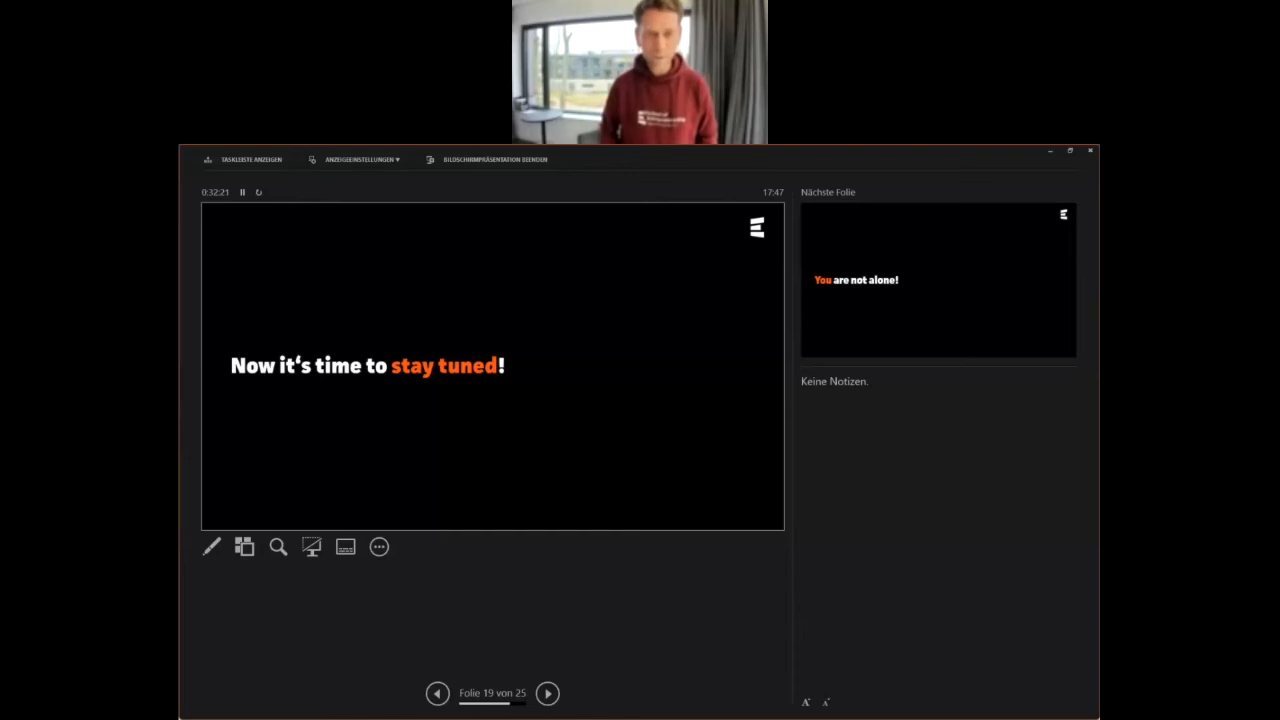 TASKLEISTE ANZEIGEN
ANZEIGEEINSTELLUNGEN ▼
BILDSCHIRMPRÄSENTATION BEENDEN
0:32:21
17:47
Nächste Folie
Now it‘s time to stay tuned!
You are not alone!
Keine Notizen.
Folie 19 von 25